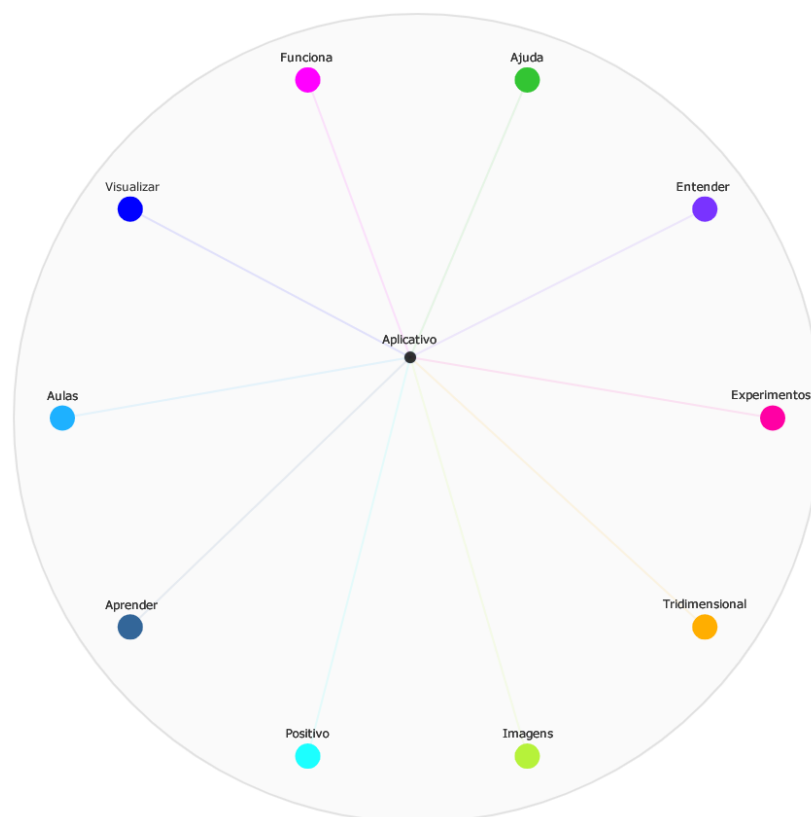 Funciona
Ajuda
Visualizar
Entender
Aplicativo
Aulas
Experimentos
Aprender
Tridimensional
Positivo
Imagens